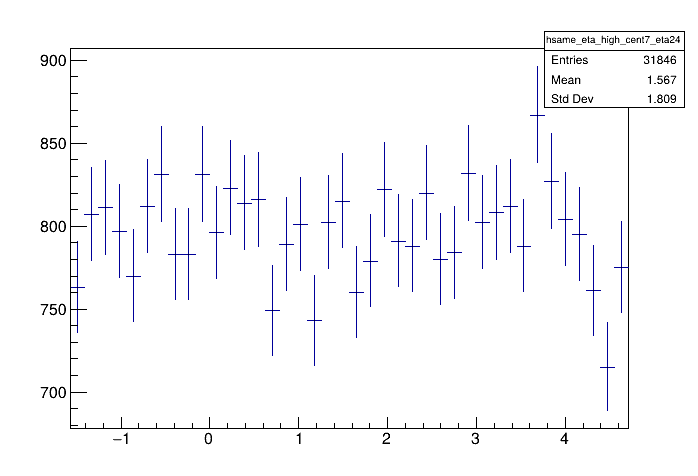 hsame_eta_high_cent7_eta24
Entries 31846
Mean 1.567
Std Dev 1.809
900
850
800
750
700
−1 0 1 2 3 4